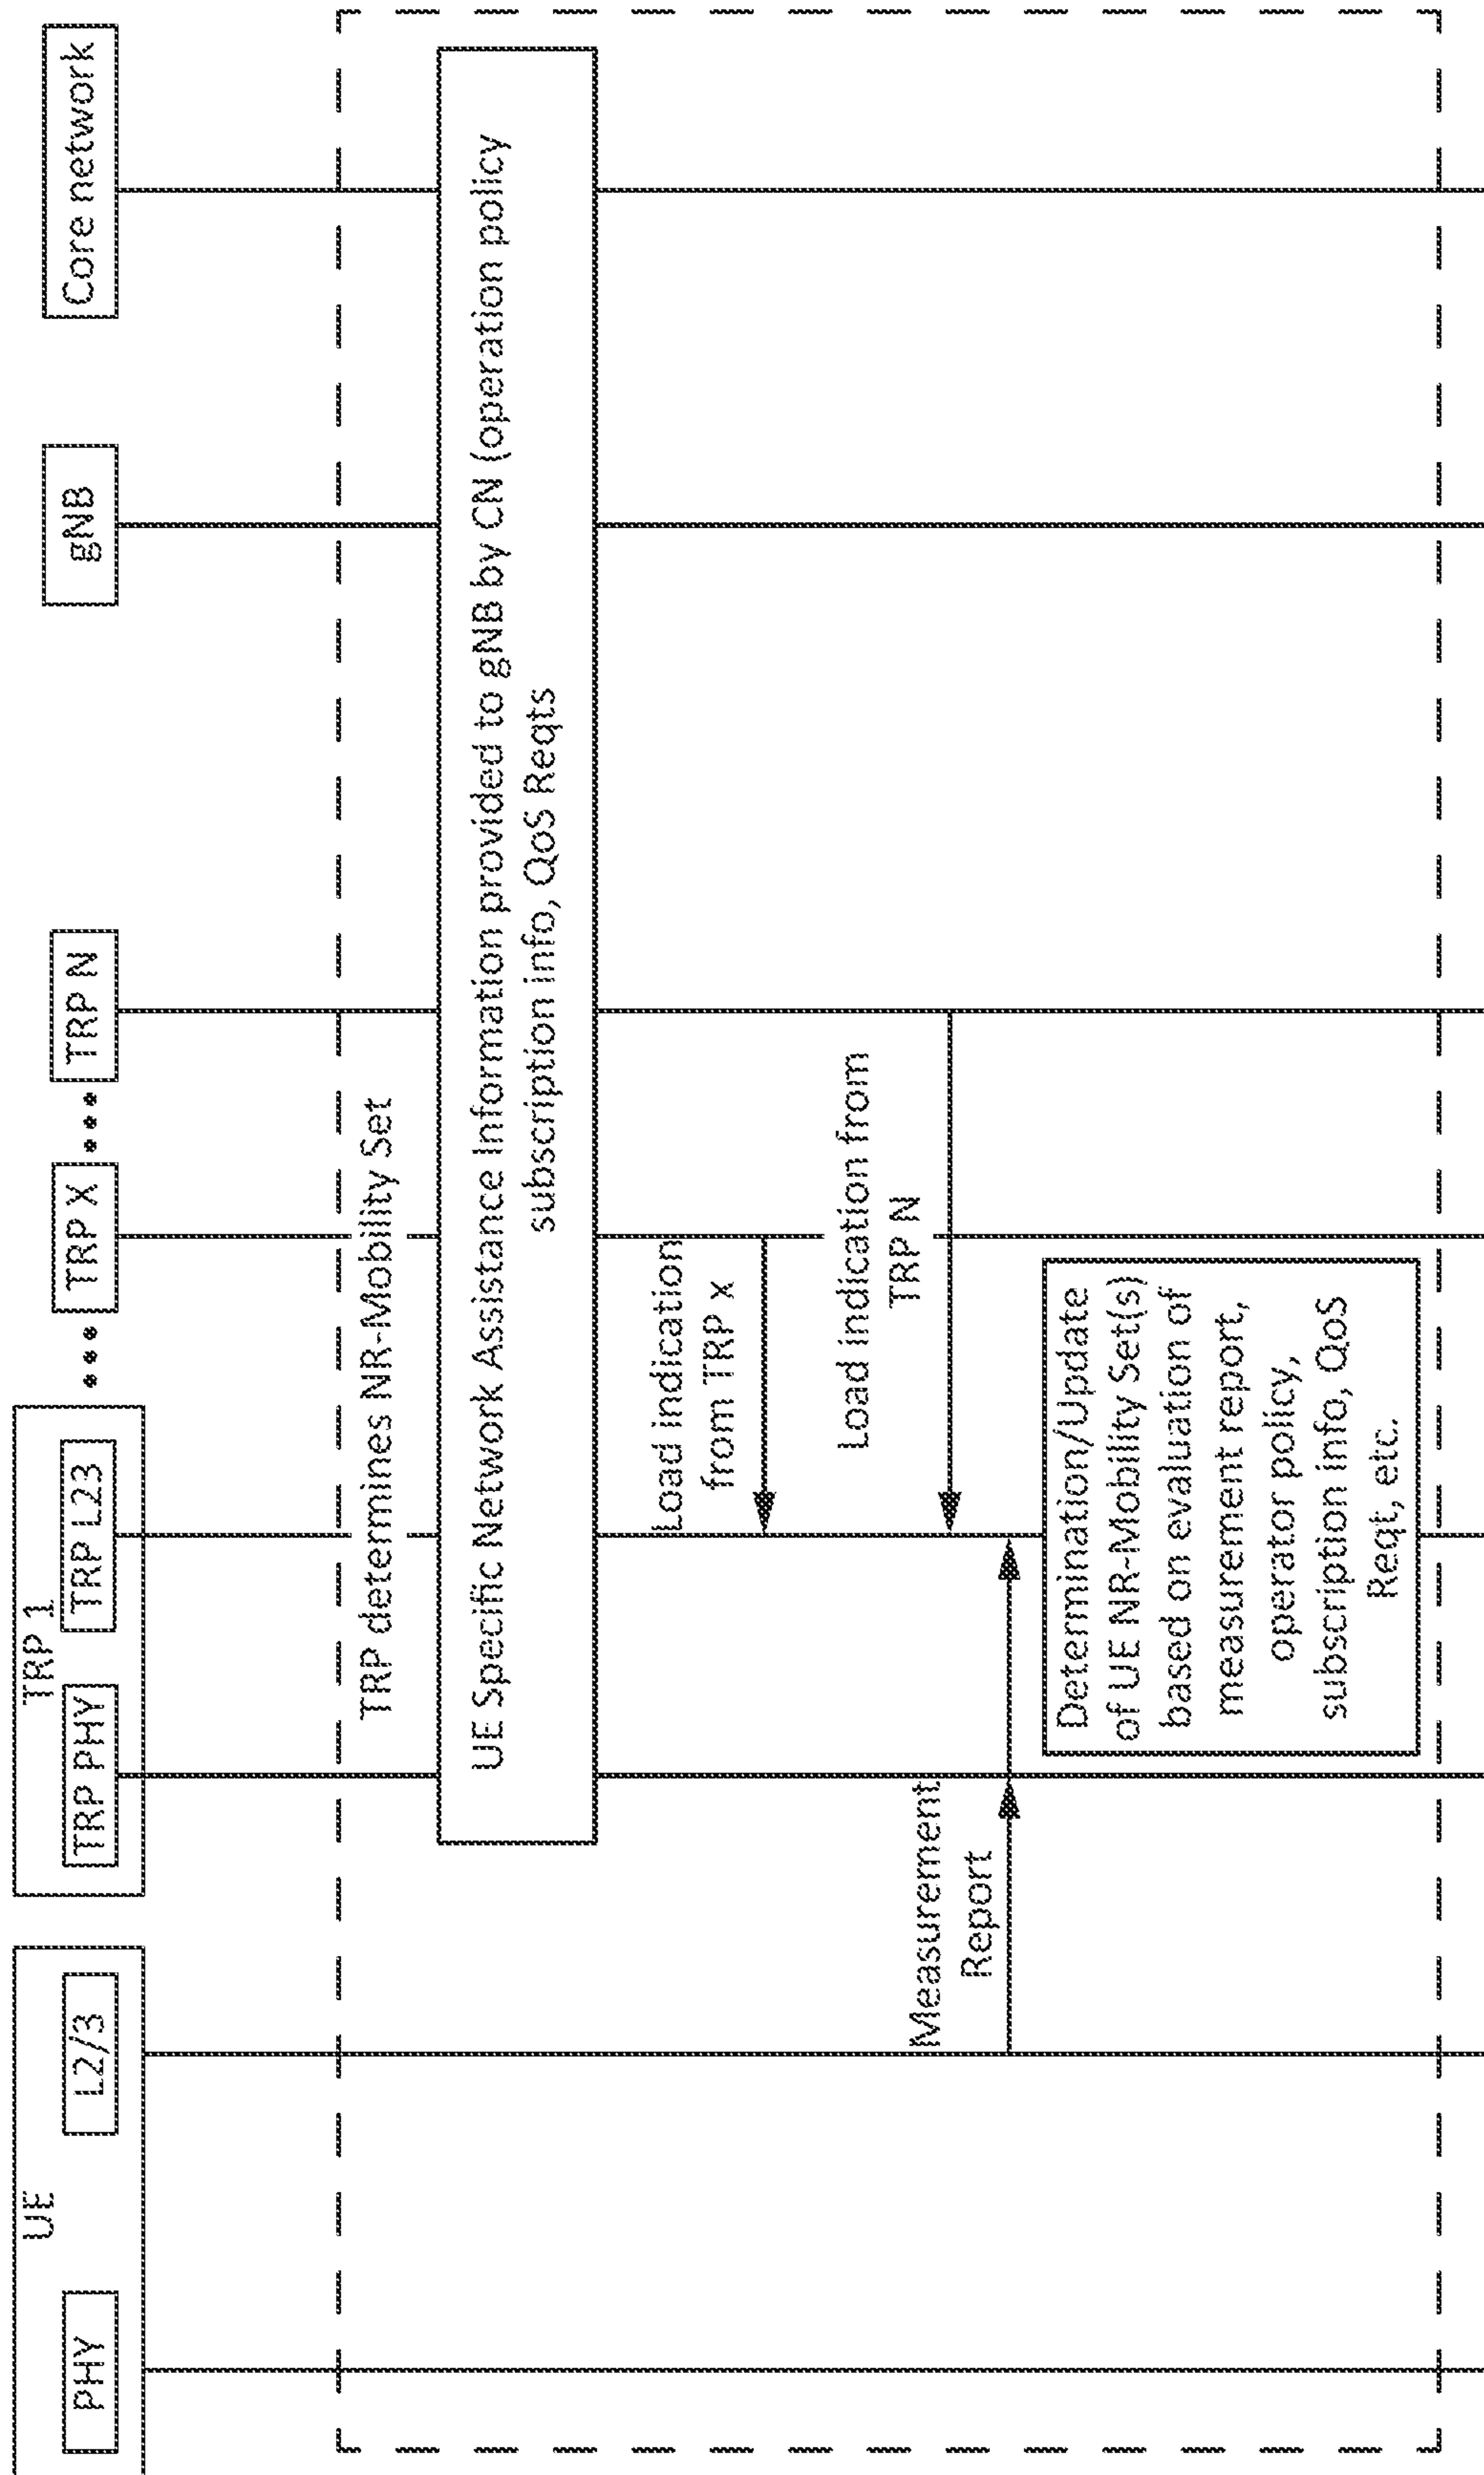 UE
PHY
L2/3
TRP 1
TRP PHY
TRP L23
TRP X
TRP N
gNB
Core network
TRP determines NR-Mobility Set
UE Specific Network Assistance Information provided to gNB by CN (operation policy
subscription info, QoS Reqts
Load indication
from TRP x
Load indication from
TRP N
Measurement
Report
Determination/Update
of UE NR-Mobility Set(s)
based on evaluation of
measurement report,
operator policy,
subscription info, QoS
Reqt, etc.